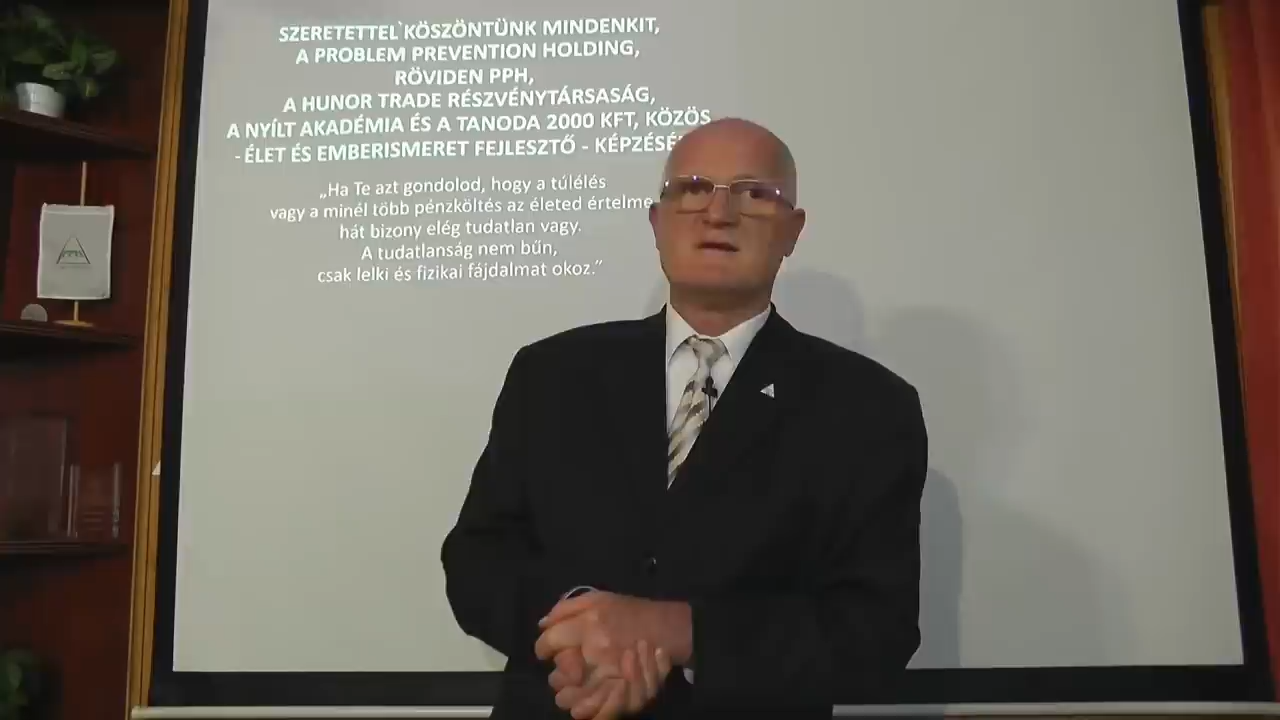 SZERETETTEL KÖSZÖNTÜNK MINDENKIT,
A PROBLEM PREVENTION HOLDING,
RÖVIDEN PPH,
A HUNOR TRADE RÉSZVÉNYTÁRSASÁG,
A NYÍLT AKADÉMIA ÉS A TANODA 2000 KFT, KÖZÖS
- ÉLET ÉS EMBERISMERET FEJLESZTŐ -
„Ha Te azt gondolod, hogy a túlélés
vagy a minél több pénzköltés az életed értelme
hát bizony elég tudatlan vagy.
A tudatlanság nem bűn,
csak lelki és fizikai fájdalmat okoz.”